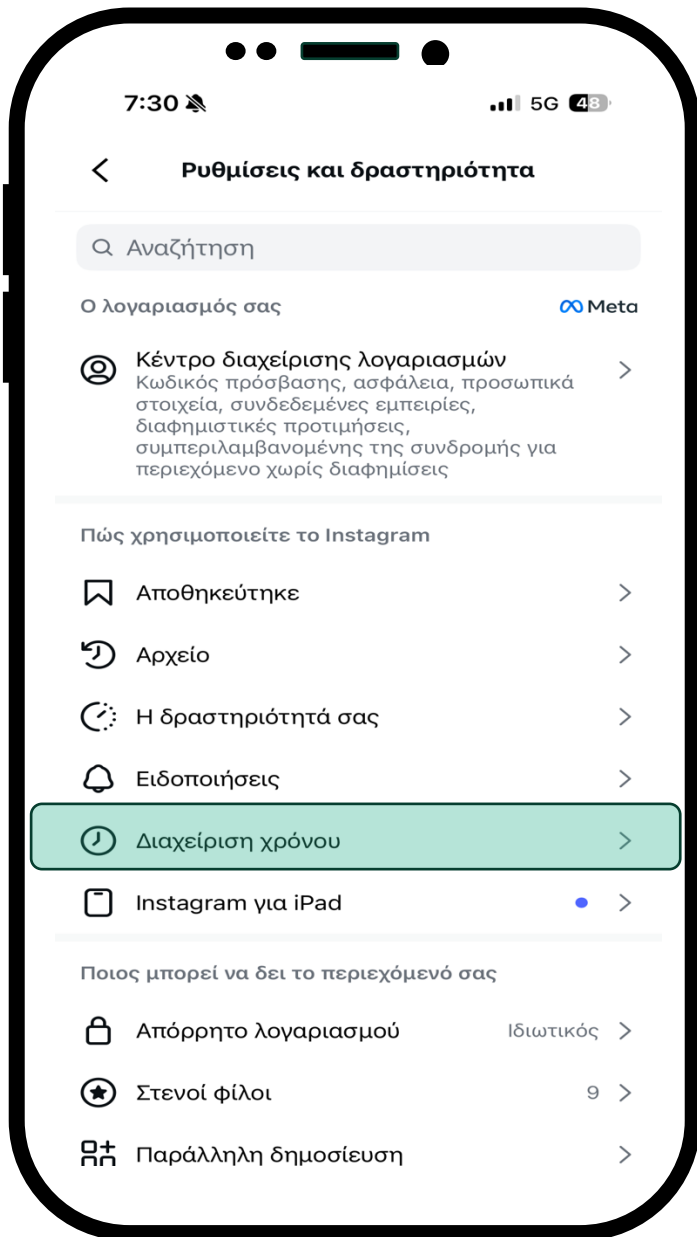 7:30
5G 48
Ρυθμίσεις και δραστηριότητα
Αναζήτηση
Ο λογαριασμός σας
Meta
Κέντρο διαχείρισης λογαριασμών
Κωδικός πρόσβασης, ασφάλεια, προσωπικά
στοιχεία, συνδεδεμένες εμπειρίες,
διαφημιστικές προτιμήσεις,
συμπεριλαμβανομένης της συνδρομής για
περιεχόμενο χωρίς διαφημίσεις
Πώς χρησιμοποιείτε το Instagram
Αποθηκεύτηκε
Αρχείο
Η δραστηριότητά σας
Ειδοποιήσεις
Διαχείριση χρόνου
Instagram για iPad
Ποιος μπορεί να δει το περιεχόμενό σας
Απόρρητο λογαριασμού
Ιδιωτικός
Στενοί φίλοι
9
Παράλληλη δημοσίευση